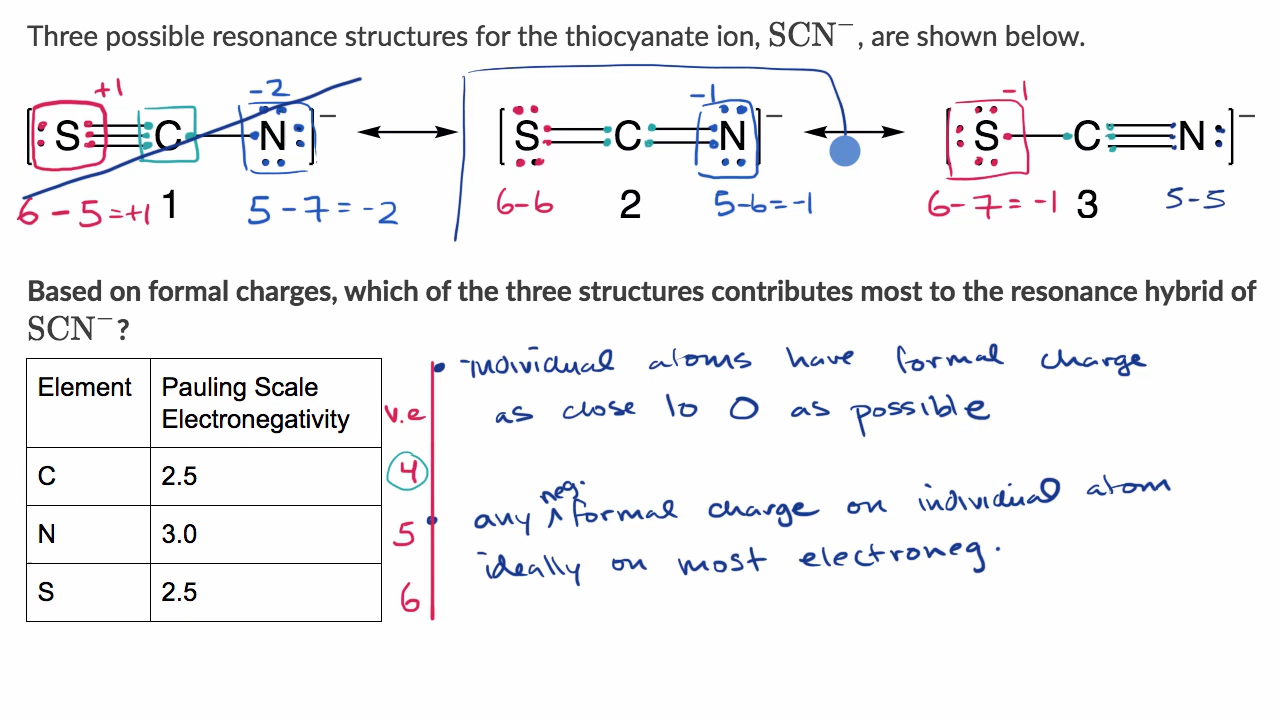 Three possible resonance structures for the thiocyanate ion, SCN⁻, are shown below.
+1 -2 -1 -1
[:S≡C-N:]⁻ ↔ [S=C=N]⁻ ↔ [:S-C≡N:]⁻
6-5=+1 1 5-7=-2 6-6 2 5-6=-1 6-7=-1 3 5-5
Based on formal charges, which of the three structures contributes most to the resonance hybrid of
SCN⁻?
Element Pauling Scale
Electronegativity v.e
C 2.5 4
N 3.0 5
S 2.5 6
• individual atoms have formal charge
as close to 0 as possible
• any ^ neg. formal charge on individual atom
ideally on most electroneg.